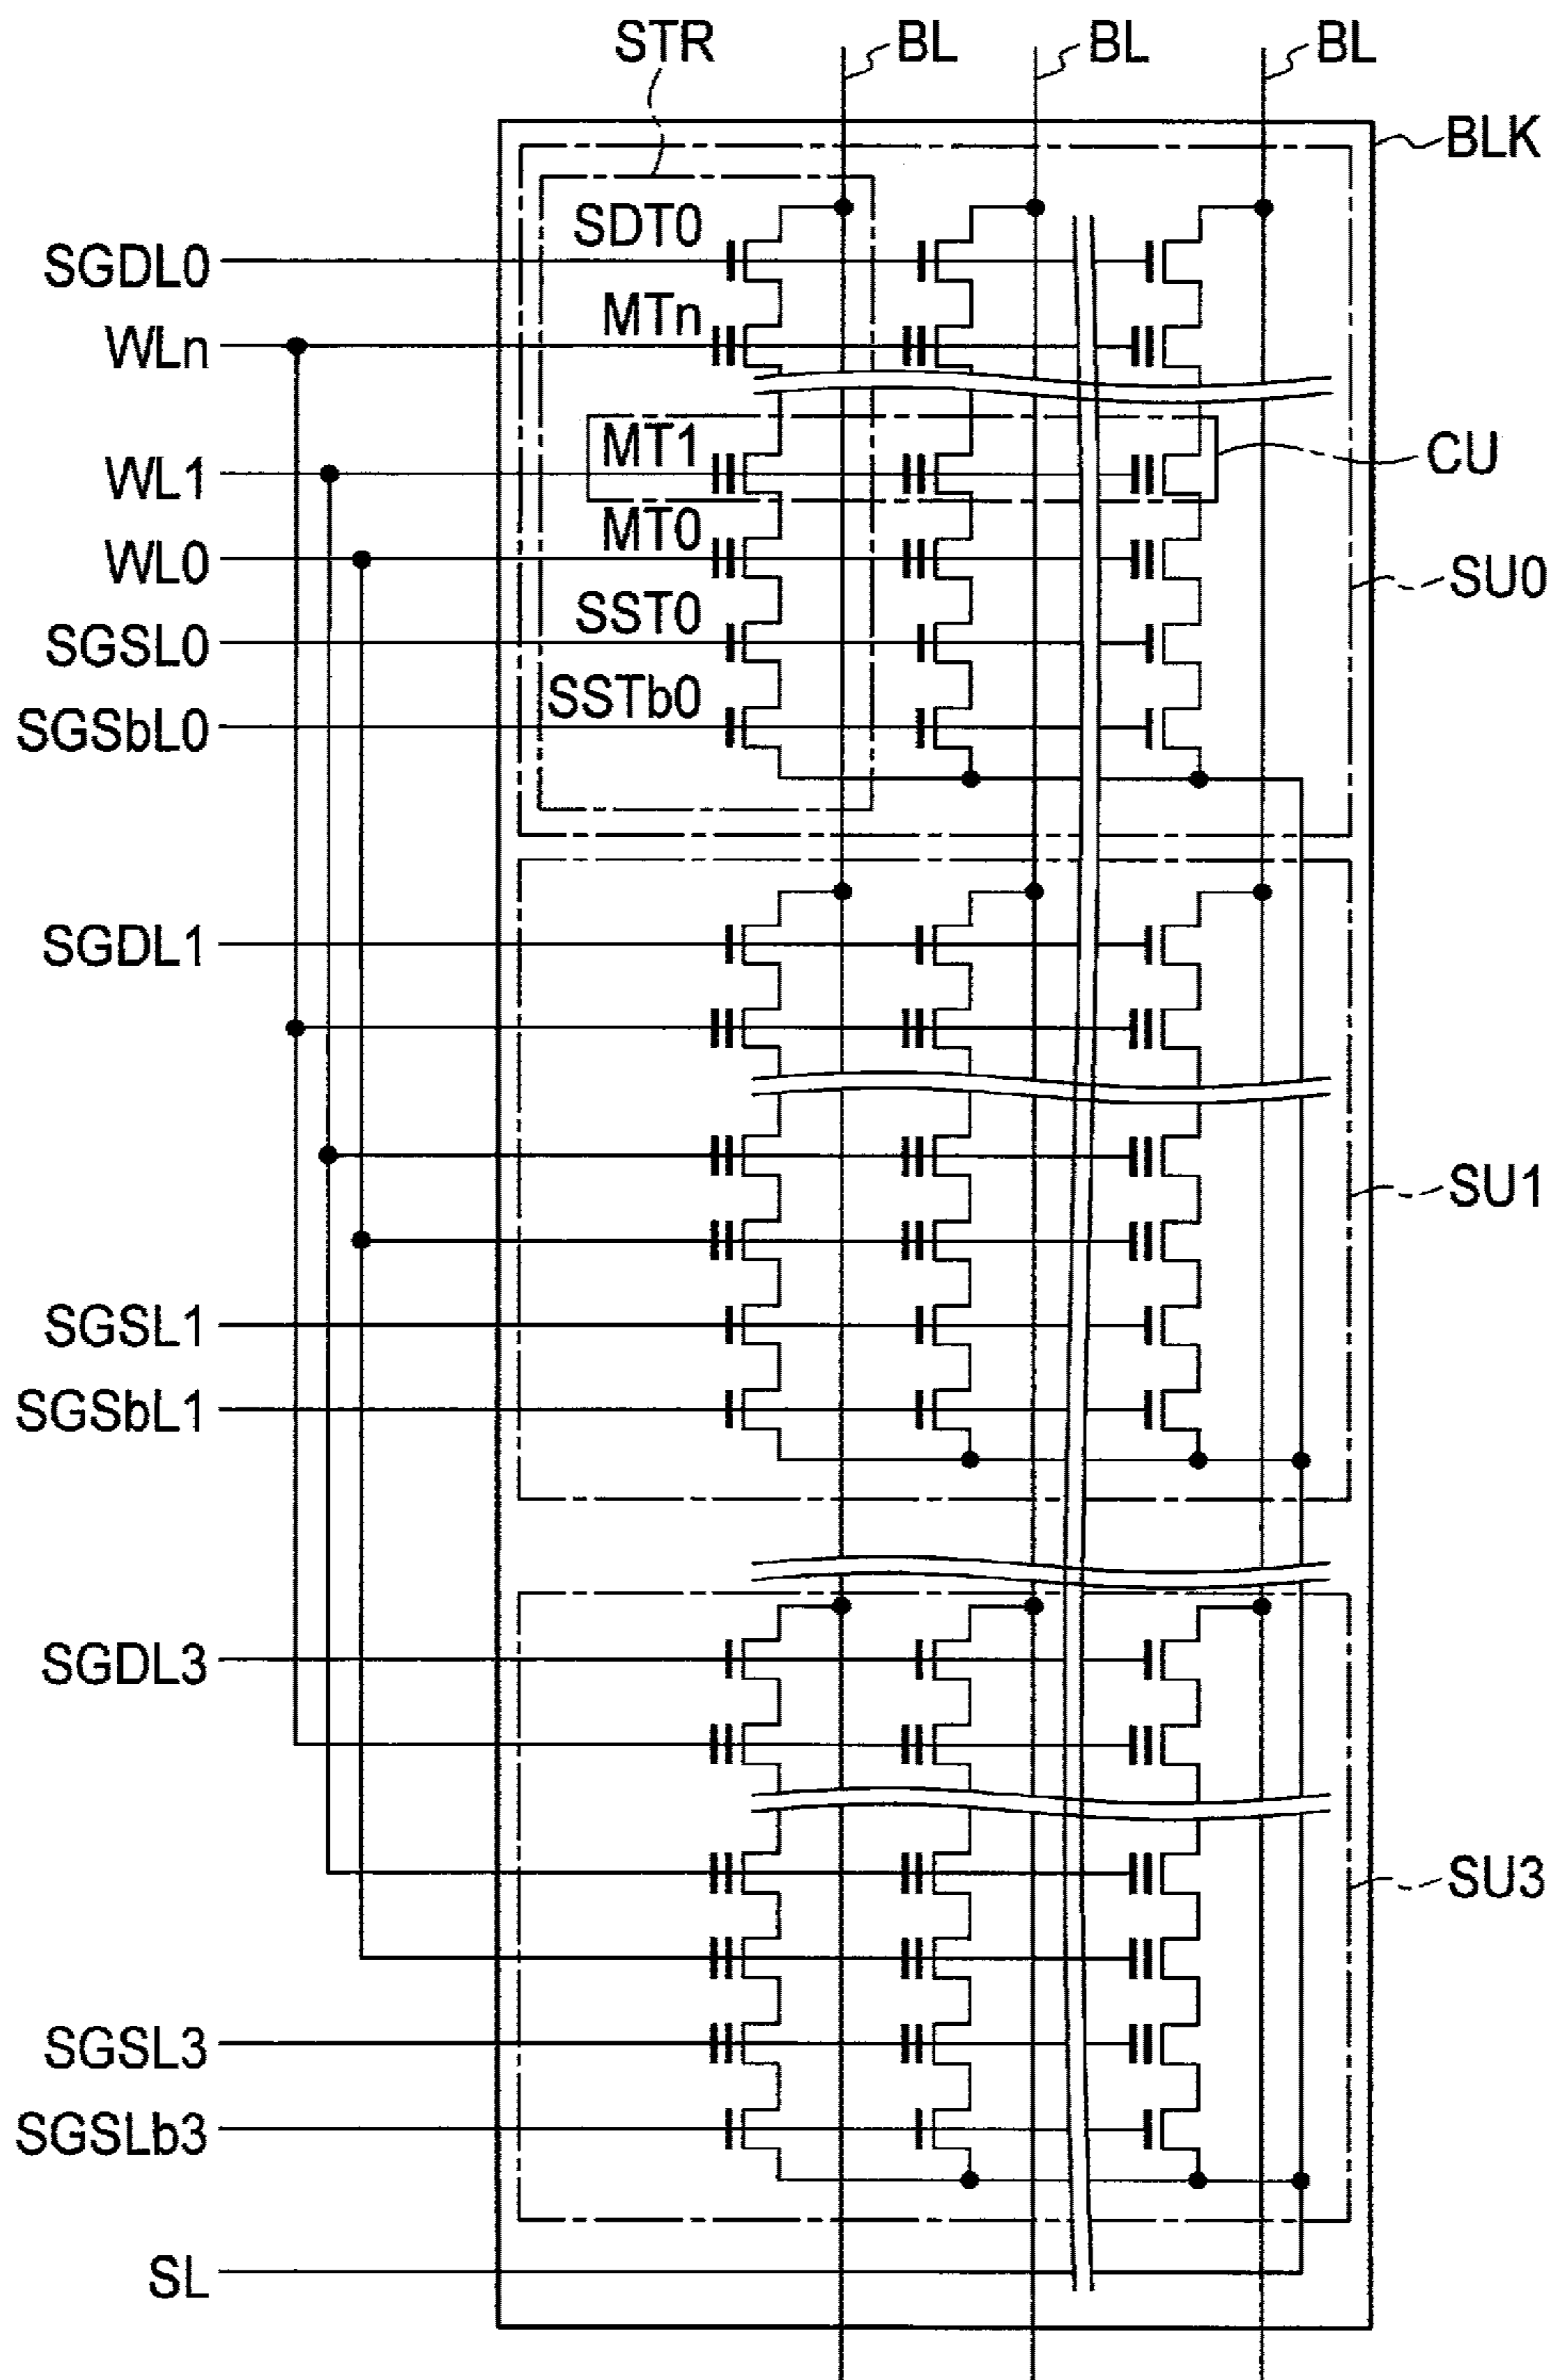 STR
BL
BL
BL
BLK
SDT0
SGDL0
MTn
WLn
MT1
CU
WL1
MT0
WL0
SU0
SST0
SGSL0
SSTb0
SGSbL0
SGDL1
SU1
SGSL1
SGSbL1
SGDL3
SU3
SGSL3
SGSLb3
SL